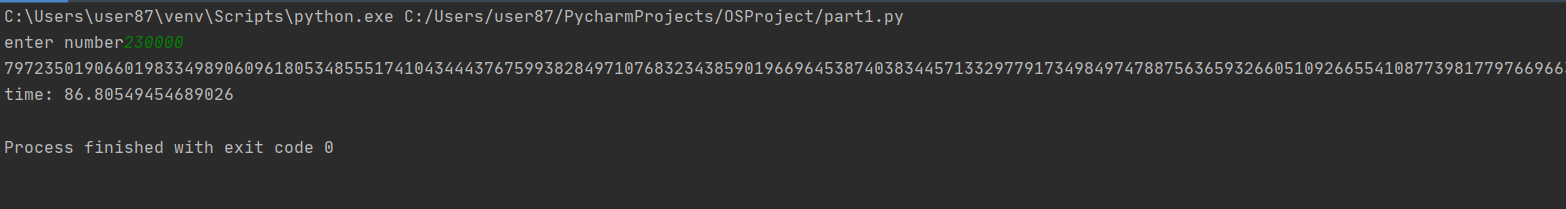 C:\Users\user87\venv\Scripts\python.exe C:/Users/user87/PycharmProjects/OSProject/part1.py
enter number230000
7972350190660198334989060961805348555174104344437675993828497107683234385901966964538740383445713329779173498497478875636593266051092665541087739817797669663
time: 86.80549454689026
Process finished with exit code 0